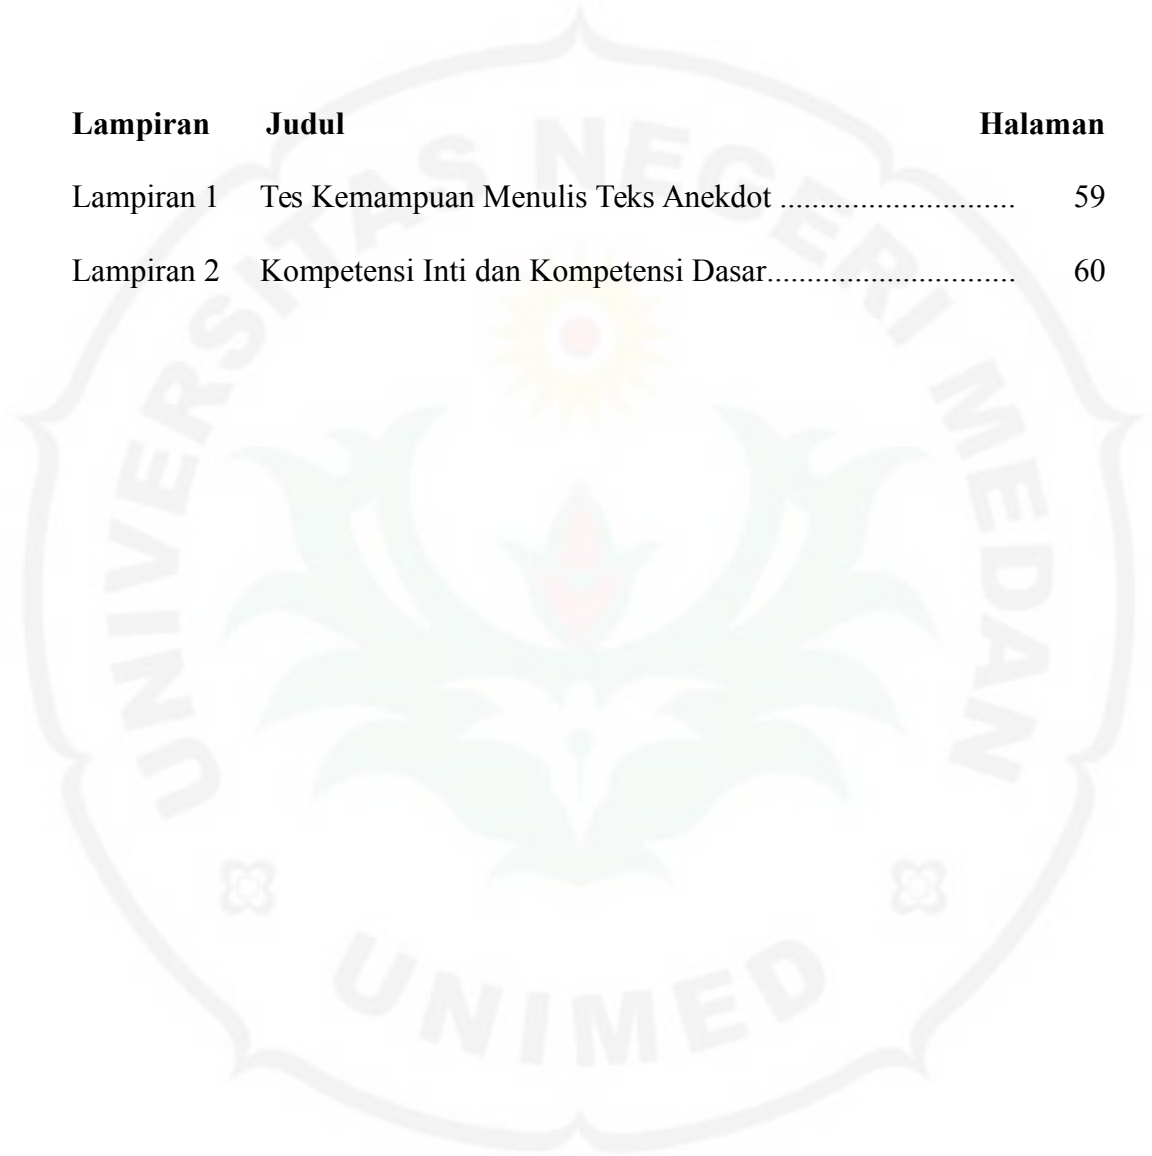 Lampiran Judul Halaman
Lampiran 1 Tes Kemampuan Menulis Teks Anekdot .............................. 59
Lampiran 2 Kompetensi Inti dan Kompetensi Dasar................................ 60
UNIVERSITAS NEGERI MEDAN
UNIMED